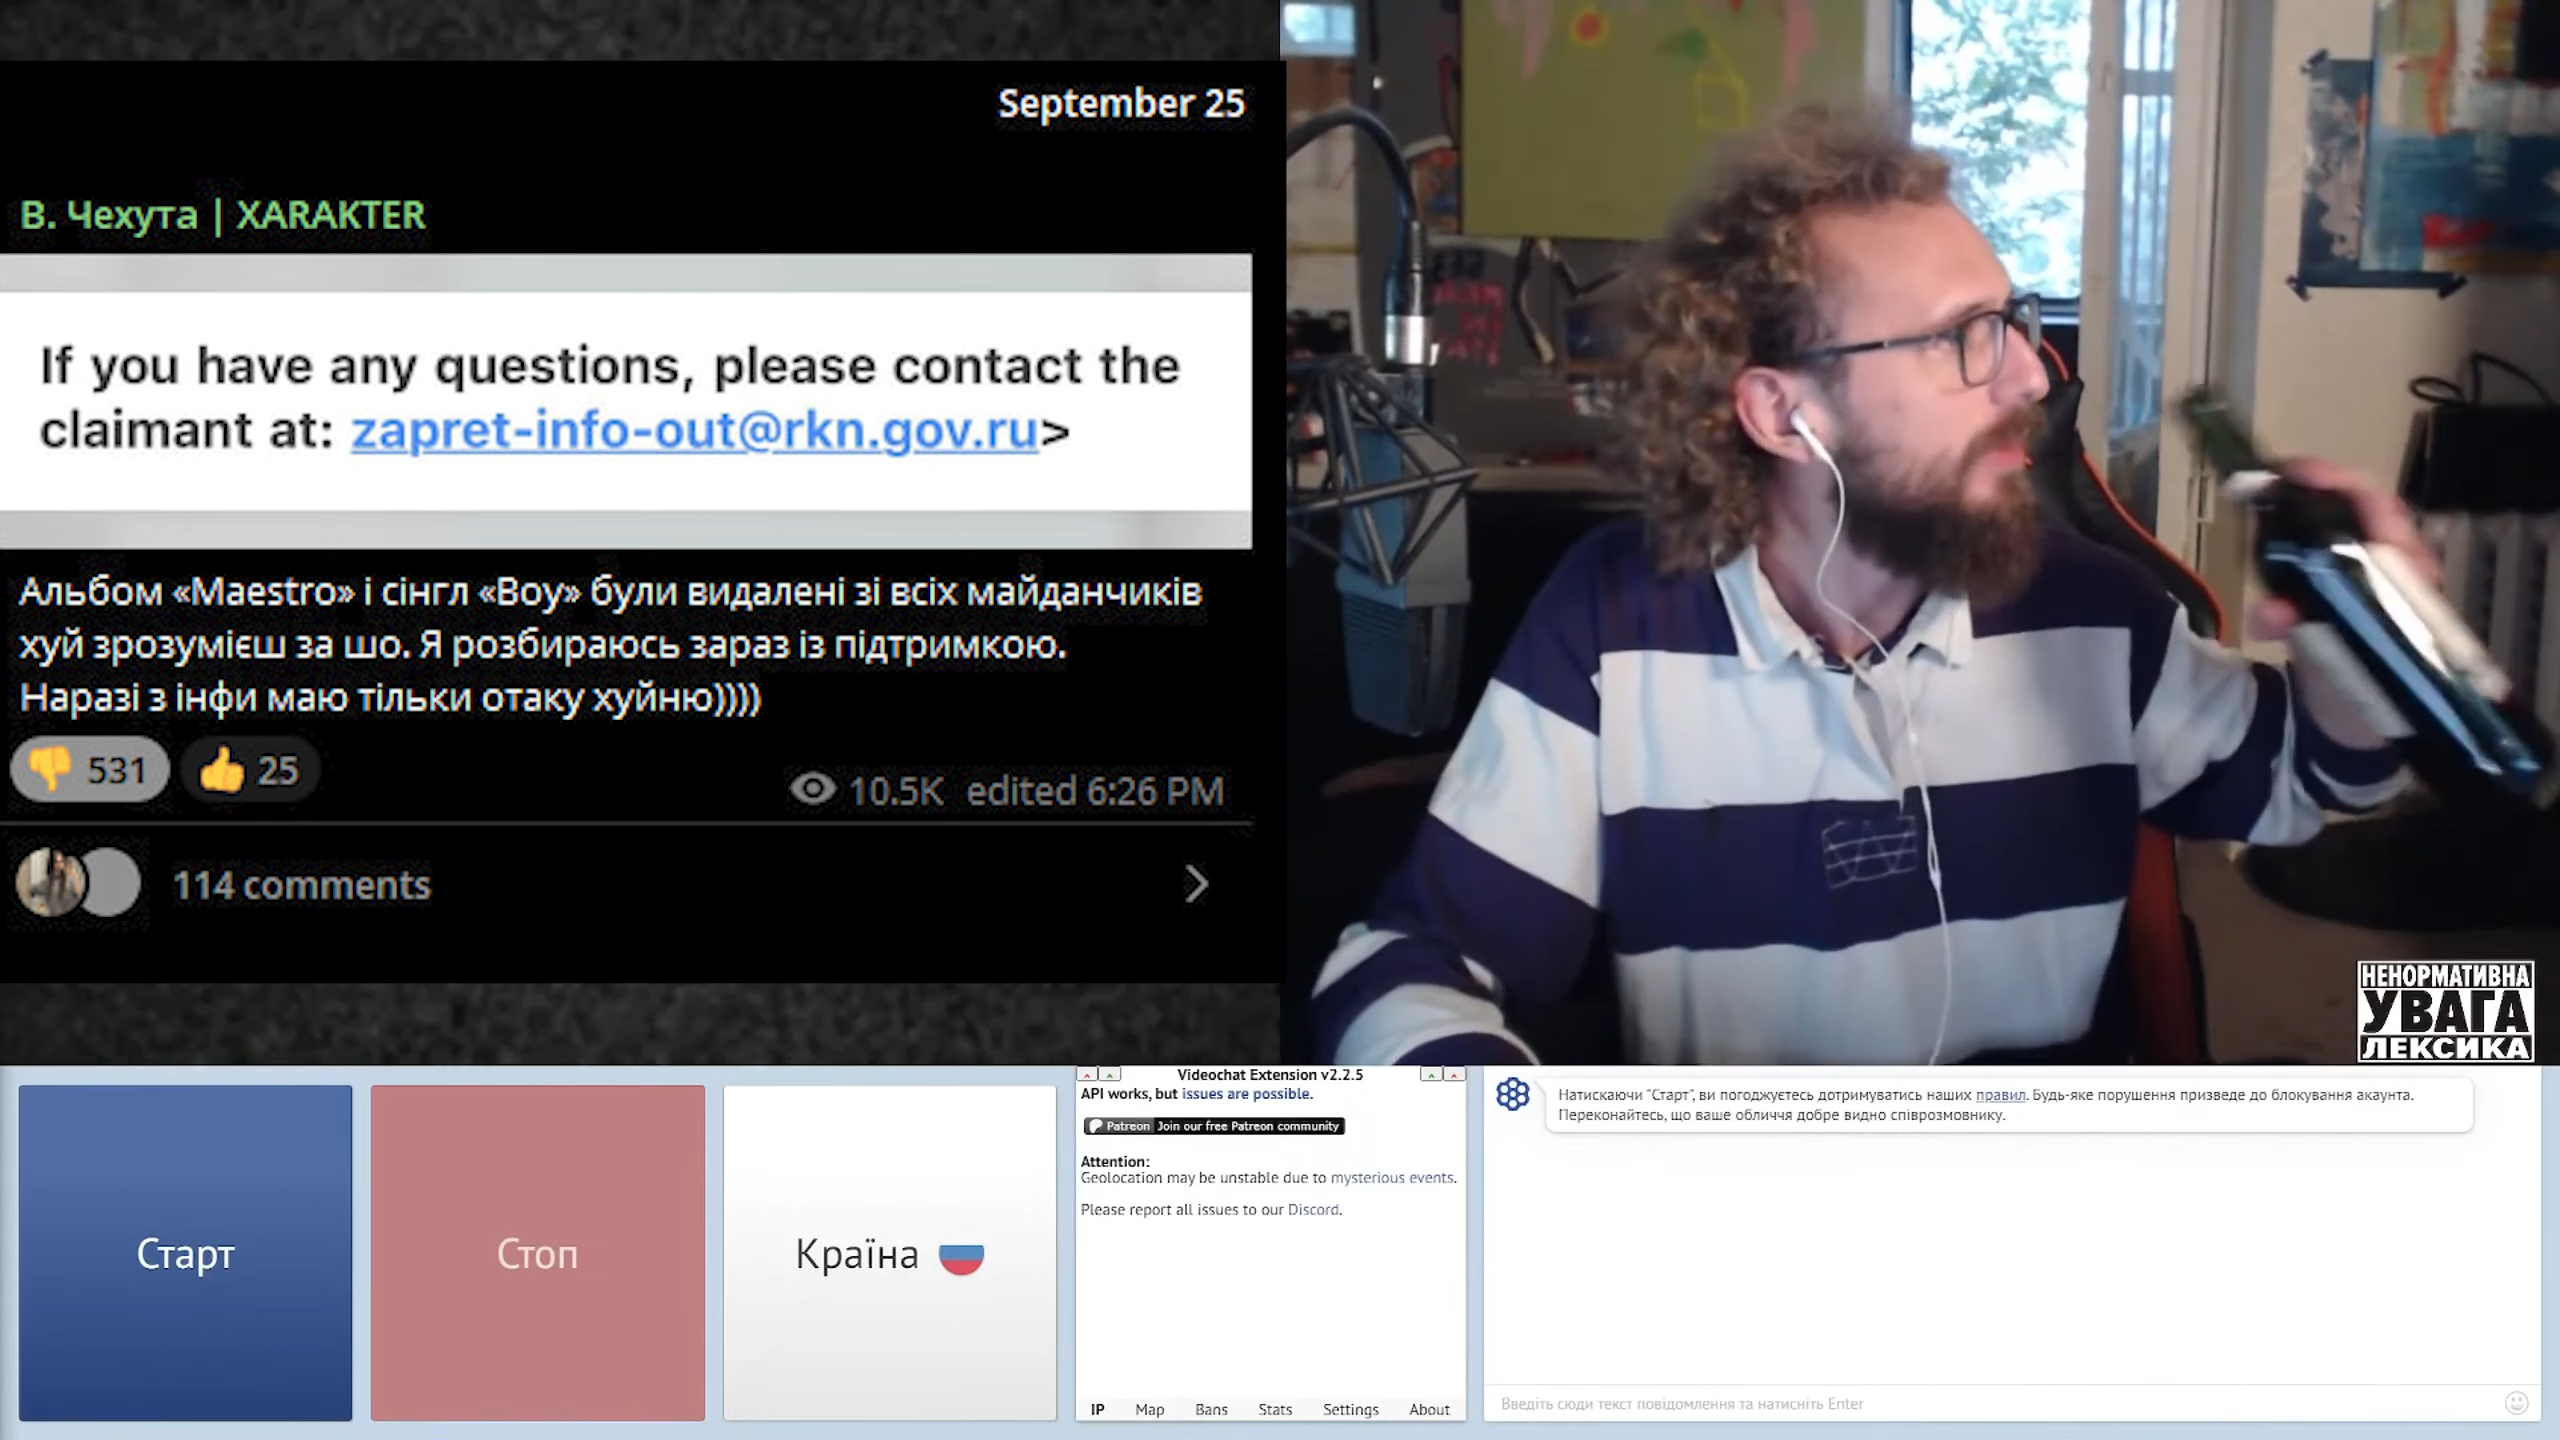 September 25
В. Чехута | XARAKTER
If you have any questions, please contact the
claimant at: zapret-info-out@rkn.gov.ru>
Альбом «Maestro» і сінгл «Boy» були видалені зі всіх майданчиків
хуй зрозумієш за шо. Я розбираюсь зараз із підтримкою.
Наразі з інфи маю тільки отаку хуйню))))
531 25
10.5K edited 6:26 PM
114 comments
НЕНОРМАТИВНА
УВАГА
ЛЕКСИКА
Старт
Стоп
Країна
Videochat Extension v2.2.5
API works, but issues are possible.
Patreon Join our free Patreon community
Attention:
Geolocation may be unstable due to mysterious events.
Please report all issues to our Discord.
IP Map Bans Stats Settings About
Натискаючи "Старт", ви погоджуєтесь дотримуватись наших правил. Будь-яке порушення призведе до блокування акаунта.
Переконайтесь, що ваше обличчя добре видно співрозмовнику.
Введіть сюди текст повідомлення та натисніть Enter